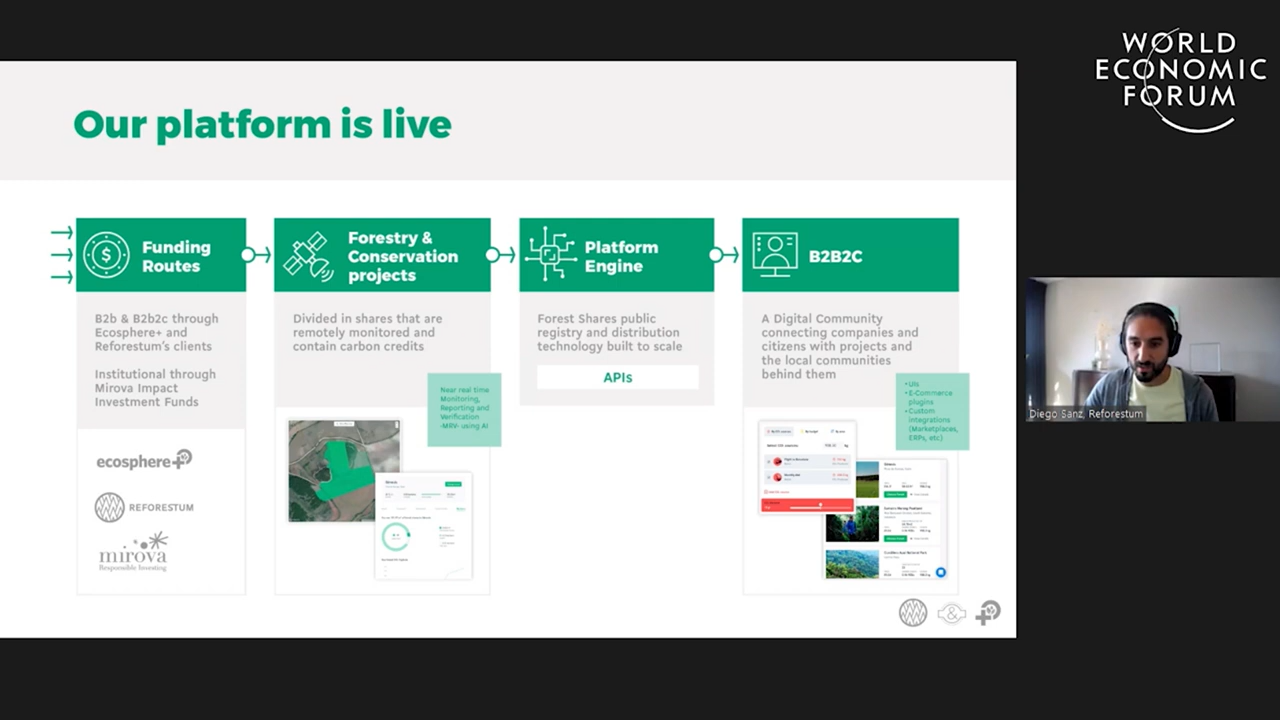 WORLD
ECONOMIC
FORUM
Our platform is live
Funding
Routes
B2b & B2b2c through
Ecosphere+ and
Reforestum's clients
Institutional through
Mirova Impact
Investment Funds
ecosphere+
REFORESTUM
mirova
Responsible Investing
Forestry &
Conservation
projects
Divided in shares that are
remotely monitored and
contain carbon credits
Near real time
Monitoring,
Reporting and
Verification
-MRV- using AI
Platform
Engine
Forest Shares public
registry and distribution
technology built to scale
APIs
B2B2C
A Digital Community
connecting companies and
citizens with projects and
the local communities
behind them
• UIs
• E-Commerce
plugins
• Custom
integrations
(Marketplaces,
ERPs, etc)
&
Diego Sanz, Reforestum